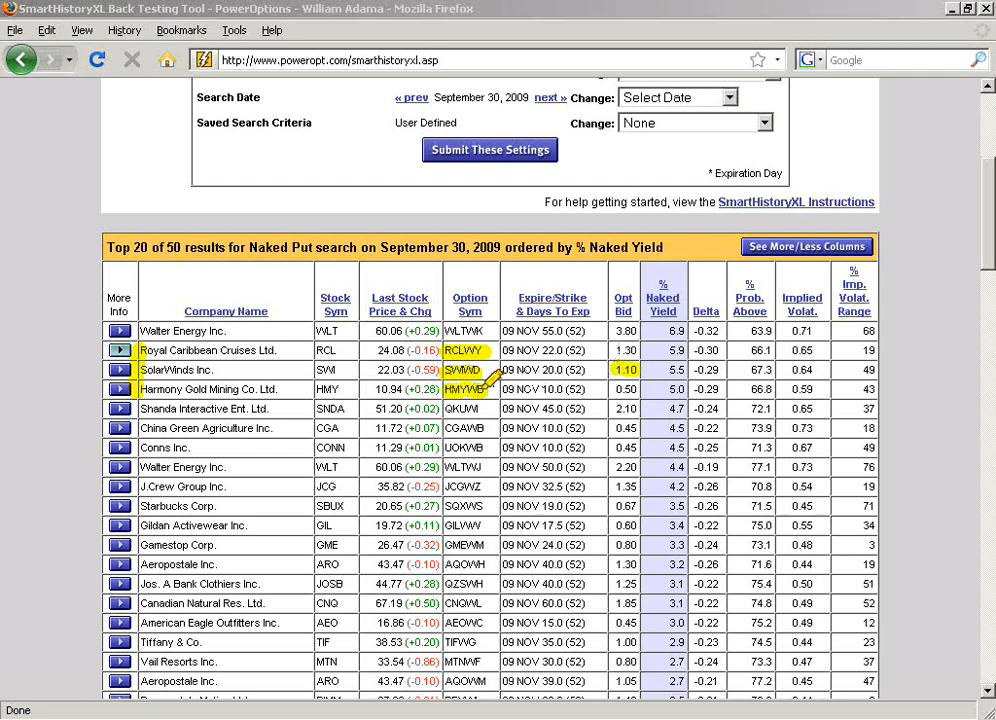 SmartHistoryXL Back Testing Tool - PowerOptions - William Adama - Mozilla Firefox
File Edit View History Bookmarks Tools Help
http://www.poweropt.com/smarthistoryxl.asp
G Google
Search Date « prev September 30, 2009 next » Change: Select Date
Saved Search Criteria User Defined Change: None
Submit These Settings
* Expiration Day
For help getting started, view the SmartHistoryXL Instructions
Top 20 of 50 results for Naked Put search on September 30, 2009 ordered by % Naked Yield See More/Less Columns
More Info Company Name Stock Sym Last Stock Price & Chg Option Sym Expire/Strike & Days To Exp Opt Bid % Naked Yield Delta % Prob. Above Implied Volat. % Imp. Volat. Range
Walter Energy Inc. WLT 60.06 (+0.29) WLTWK 09 NOV 55.0 (52) 3.80 6.9 -0.32 63.9 0.71 68
Royal Caribbean Cruises Ltd. RCL 24.08 (-0.16) RCLWY 09 NOV 22.0 (52) 1.30 5.9 -0.30 66.1 0.65 19
SolarWinds Inc. SWI 22.03 (-0.59) SWIWD 09 NOV 20.0 (52) 1.10 5.5 -0.29 67.3 0.64 49
Harmony Gold Mining Co. Ltd. HMY 10.94 (+0.28) HMYWB 09 NOV 10.0 (52) 0.50 5.0 -0.28 66.8 0.59 43
Shanda Interactive Ent. Ltd. SNDA 51.20 (+0.02) QKUWI 09 NOV 45.0 (52) 2.10 4.7 -0.24 72.1 0.65 37
China Green Agriculture Inc. CGA 11.72 (+0.07) CGAWB 09 NOV 10.0 (52) 0.45 4.5 -0.22 73.9 0.73 18
Conns Inc. CONN 11.29 (+0.01) UOKWB 09 NOV 10.0 (52) 0.45 4.5 -0.25 71.3 0.67 49
Walter Energy Inc. WLT 60.06 (+0.29) WLTWJ 09 NOV 50.0 (52) 2.20 4.4 -0.19 77.1 0.73 76
J.Crew Group Inc. JCG 35.82 (-0.25) JCGWZ 09 NOV 32.5 (52) 1.35 4.2 -0.26 70.8 0.54 19
Starbucks Corp. SBUX 20.65 (+0.27) SQXWS 09 NOV 19.0 (52) 0.67 3.5 -0.26 71.5 0.45 71
Gildan Activewear Inc. GIL 19.72 (+0.11) GILWW 09 NOV 17.5 (52) 0.60 3.4 -0.22 75.0 0.55 34
Gamestop Corp. GME 26.47 (-0.32) GMEWM 09 NOV 24.0 (52) 0.80 3.3 -0.24 73.1 0.48 3
Aeropostale Inc. ARO 43.47 (-0.10) AQOWH 09 NOV 40.0 (52) 1.30 3.2 -0.26 71.6 0.44 19
Jos. A Bank Clothiers Inc. JOSB 44.77 (+0.28) QZSWH 09 NOV 40.0 (52) 1.25 3.1 -0.22 75.4 0.50 51
Canadian Natural Res. Ltd. CNQ 67.19 (+0.50) CNQWL 09 NOV 60.0 (52) 1.85 3.1 -0.22 74.8 0.49 52
American Eagle Outfitters Inc. AEO 16.86 (-0.10) AEOWC 09 NOV 15.0 (52) 0.45 3.0 -0.22 75.2 0.49 12
Tiffany & Co. TIF 38.53 (+0.20) TIFWG 09 NOV 35.0 (52) 1.00 2.9 -0.23 74.5 0.44 23
Vail Resorts Inc. MTN 33.54 (-0.86) MTNWF 09 NOV 30.0 (52) 0.80 2.7 -0.24 73.3 0.47 37
Aeropostale Inc. ARO 43.47 (-0.10) AQOWM 09 NOV 39.0 (52) 1.05 2.7 -0.21 77.2 0.45 47
Done